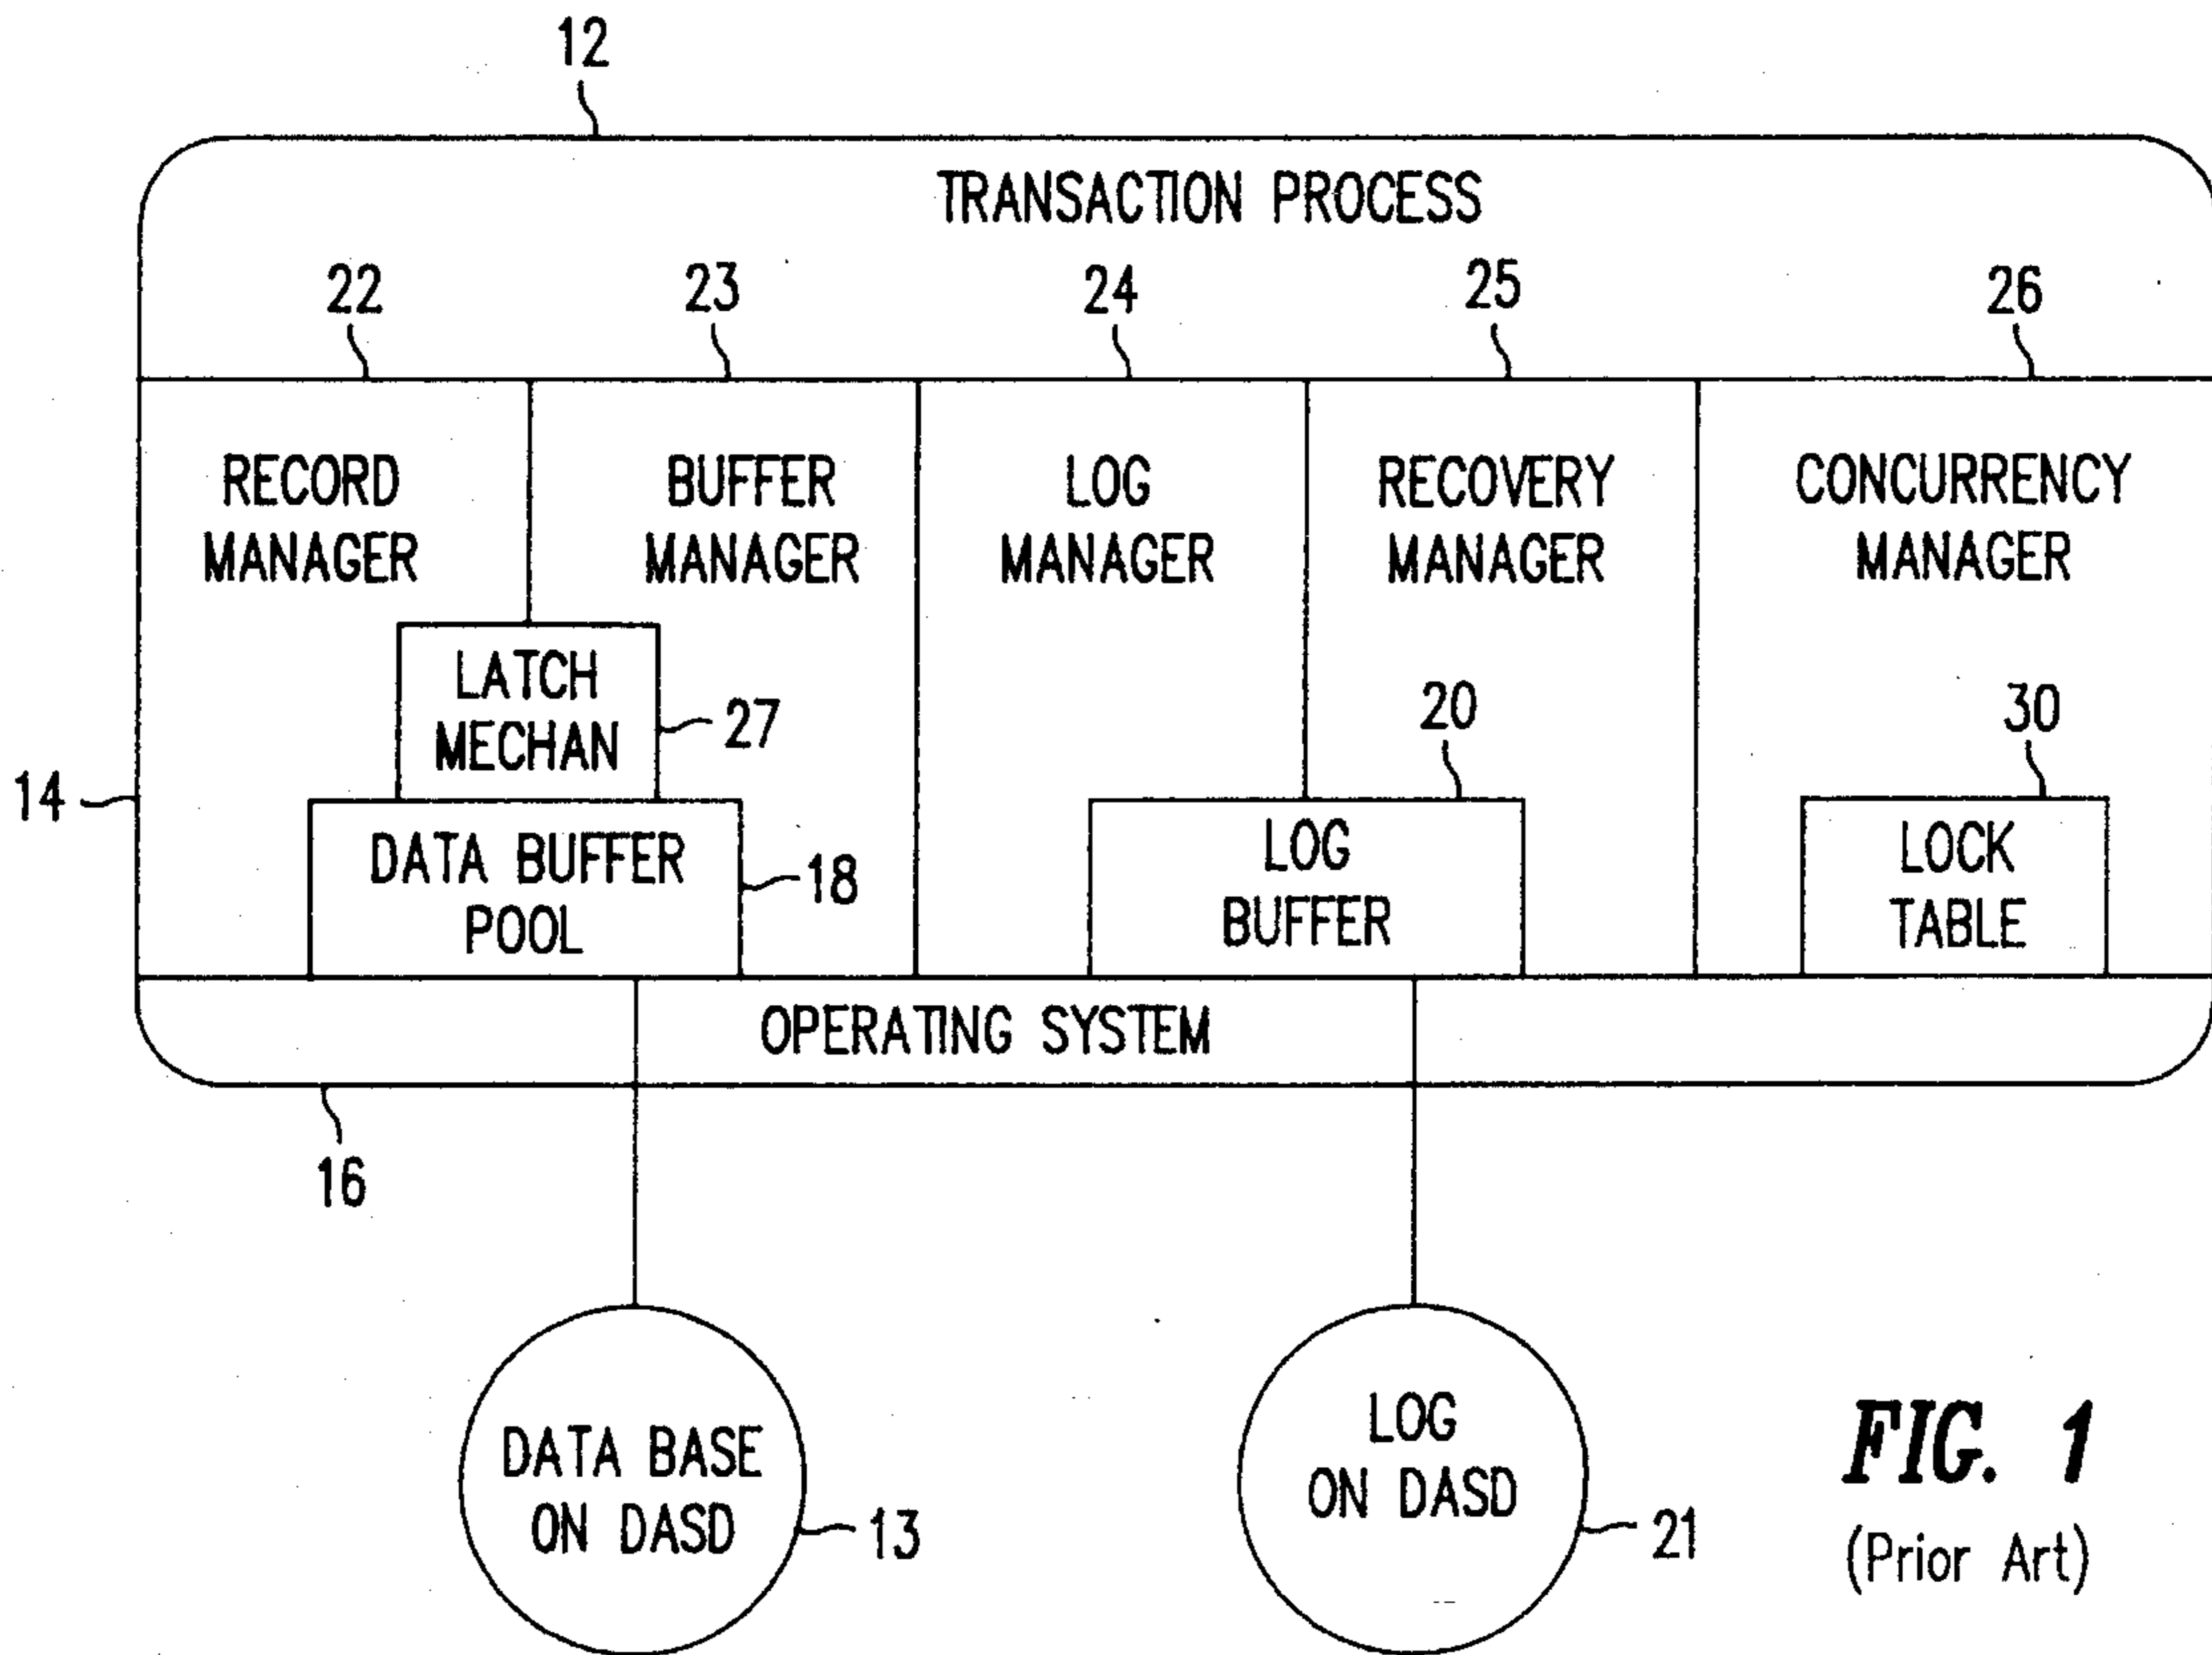 12
TRANSACTION PROCESS
22
23
24
25
26
RECORD
MANAGER
BUFFER
MANAGER
LOG
MANAGER
RECOVERY
MANAGER
CONCURRENCY
MANAGER
LATCH
MECHAN
27
20
30
14
DATA BUFFER
POOL
18
LOG
BUFFER
LOCK
TABLE
OPERATING SYSTEM
16
DATA BASE
ON DASD
13
LOG
ON DASD
21
FIG. 1
(Prior Art)